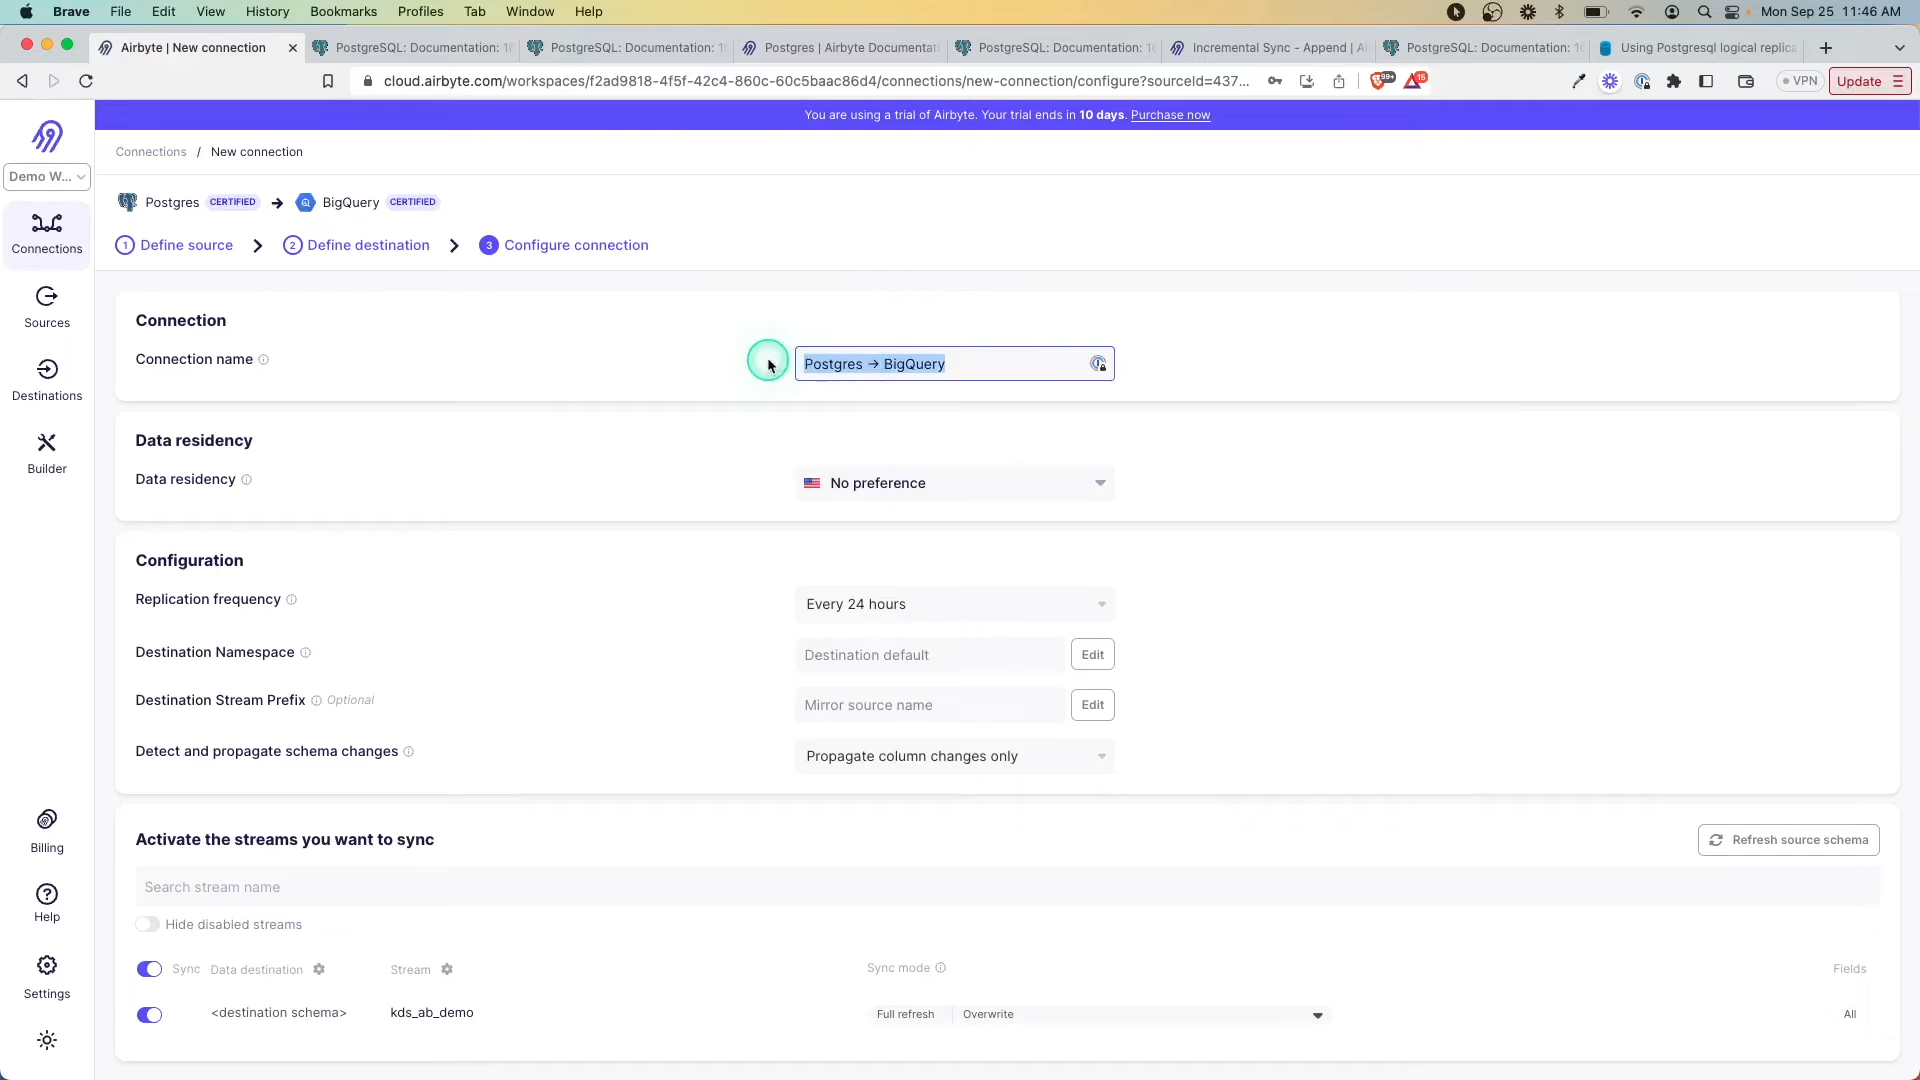 Brave File Edit View History Bookmarks Profiles Tab Window Help Mon Sep 25 11:46 AM
Airbyte | New connection PostgreSQL: Documentation: 1 PostgreSQL: Documentation: 1 Postgres | Airbyte Documentat PostgreSQL: Documentation: 1 Incremental Sync - Append | Ai PostgreSQL: Documentation: 1 Using Postgresql logical replica
cloud.airbyte.com/workspaces/f2ad9818-4f5f-42c4-860c-60c5baac86d4/connections/new-connection/configure?sourceId=437... 99+ 15 VPN Update
You are using a trial of Airbyte. Your trial ends in 10 days. Purchase now
Connections / New connection
Demo W...
Postgres CERTIFIED → BigQuery CERTIFIED
1 Define source 2 Define destination 3 Configure connection
Connections
Sources
Destinations
Builder
Billing
Help
Settings
Connection
Connection name Postgres → BigQuery
Data residency
Data residency No preference
Configuration
Replication frequency Every 24 hours
Destination Namespace Destination default Edit
Destination Stream Prefix Optional Mirror source name Edit
Detect and propagate schema changes Propagate column changes only
Activate the streams you want to sync Refresh source schema
Search stream name
Hide disabled streams
Sync Data destination Stream Sync mode Fields
<destination schema> kds_ab_demo Full refresh Overwrite All